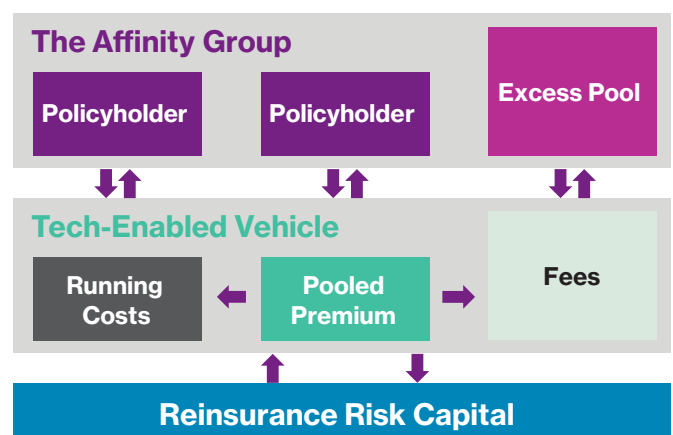 The Affinity Group
Policyholder
Policyholder
Excess Pool
Tech-Enabled Vehicle
Running
Costs
Pooled
Premium
Fees
Reinsurance Risk Capital